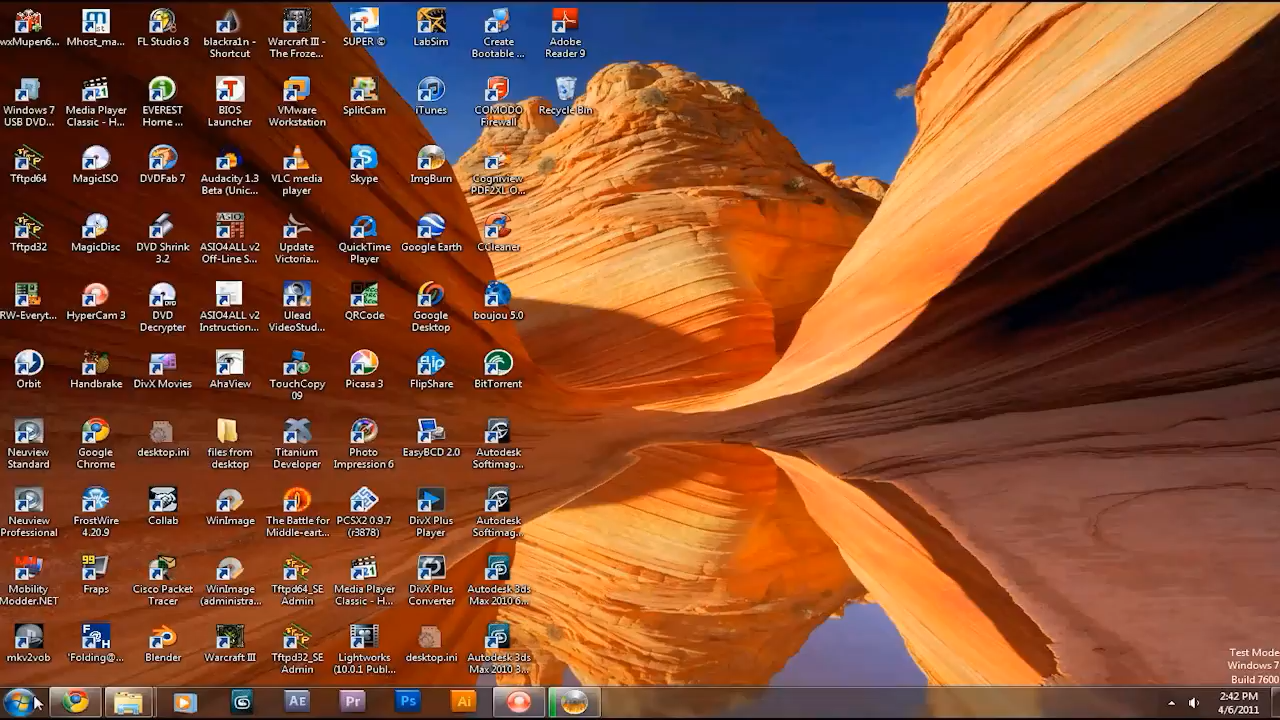 wxMupen6...
Mhost_ma...
FL Studio 8
blackra1n -
Shortcut
Warcraft III -
The Froze...
SUPER ©
LabSim
Create
Bootable ...
Adobe
Reader 9
Windows 7
USB DVD...
Media Player
Classic - H...
EVEREST
Home ...
BIOS
Launcher
VMware
Workstation
SplitCam
iTunes
COMODO
Firewall
Recycle Bin
Tftpd64
MagicISO
DVDFab 7
Audacity 1.3
Beta (Unic...
VLC media
player
Skype
ImgBurn
Cogniview
PDF2XL O...
Tftpd32
MagicDisc
DVD Shrink
3.2
ASIO4ALL v2
Off-Line S...
Update
Victoria...
QuickTime
Player
Google Earth
CCleaner
RW-Everyt...
HyperCam 3
DVD
Decrypter
ASIO4ALL v2
Instruction...
Ulead
VideoStud...
QRCode
Google
Desktop
boujou 5.0
Orbit
Handbrake
DivX Movies
AhaView
TouchCopy
09
Picasa 3
FlipShare
BitTorrent
Neuview
Standard
Google
Chrome
desktop.ini
files from
desktop
Titanium
Developer
Photo
Impression 6
EasyBCD 2.0
Autodesk
Softimag...
Neuview
Professional
FrostWire
4.20.9
Collab
WinImage
The Battle for
Middle-eart...
PCSX2 0.9.7
(r3878)
DivX Plus
Player
Autodesk
Softimag...
Mobility
Modder.NET
Fraps
Cisco Packet
Tracer
WinImage
(administra...
Tftpd64_SE
Admin
Media Player
Classic - H...
DivX Plus
Converter
Autodesk 3ds
Max 2010 6...
mkv2vob
'Folding@...
Blender
Warcraft III
Tftpd32_SE
Admin
Lightworks
(10.0.1 Publ...
desktop.ini
Autodesk 3ds
Max 2010 3...
Test Mode
Windows 7
Build 7600
Ae
Pr
Ps
Ai
2:42 PM
4/6/2011